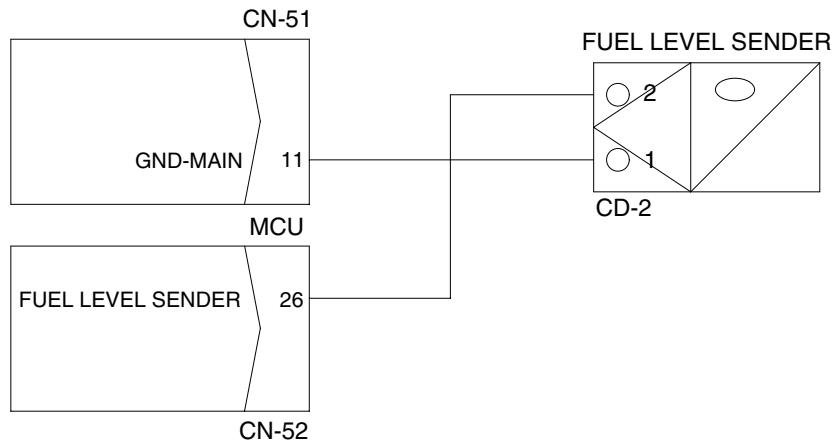 CN-51
GND-MAIN 11
MCU
FUEL LEVEL SENDER 26
CN-52
FUEL LEVEL SENDER
2
1
CD-2